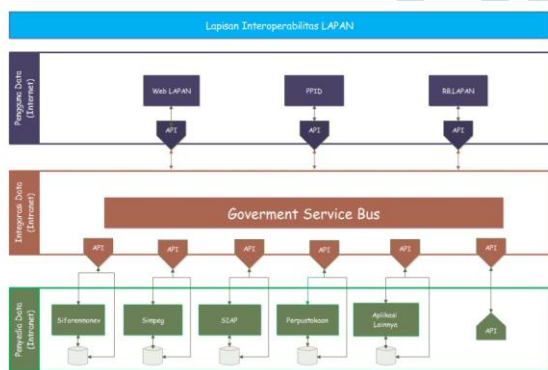 Lapisan Interoperabilitas LAPAN
Pengguna Data
(Internet)
Web LAPAN
PPID
RB LAPAN
API
API
API
Integrasi Data
(Intranet)
Goverment Service Bus
API
API
API
API
API
API
Penyedia Data
(Intranet)
Siforenmonev
Simpeg
SIAP
Perpustakaan
Aplikasi
Lainnya
API